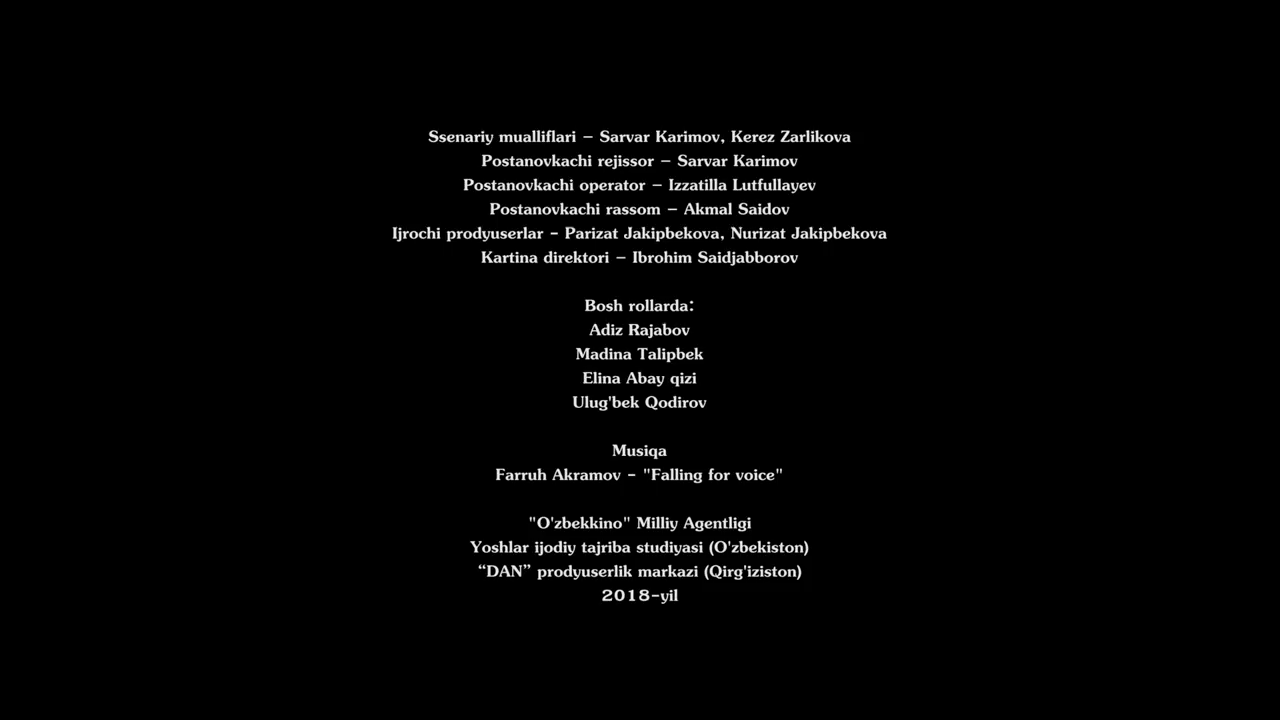 Ssenariy mualliflari – Sarvar Karimov, Kerez Zarlikova
Postanovkachi rejissor – Sarvar Karimov
Postanovkachi operator – Izzatilla Lutfullayev
Postanovkachi rassom – Akmal Saidov
Ijrochi prodyuserlar - Parizat Jakipbekova, Nurizat Jakipbekova
Kartina direktori – Ibrohim Saidjabborov
Bosh rollarda:
Adiz Rajabov
Madina Talipbek
Elina Abay qizi
Ulug'bek Qodirov
Musiqa
Farruh Akramov - "Falling for voice"
"O'zbekkino" Milliy Agentligi
Yoshlar ijodiy tajriba studiyasi (O'zbekiston)
“DAN” prodyuserlik markazi (Qirg'iziston)
2018-yil